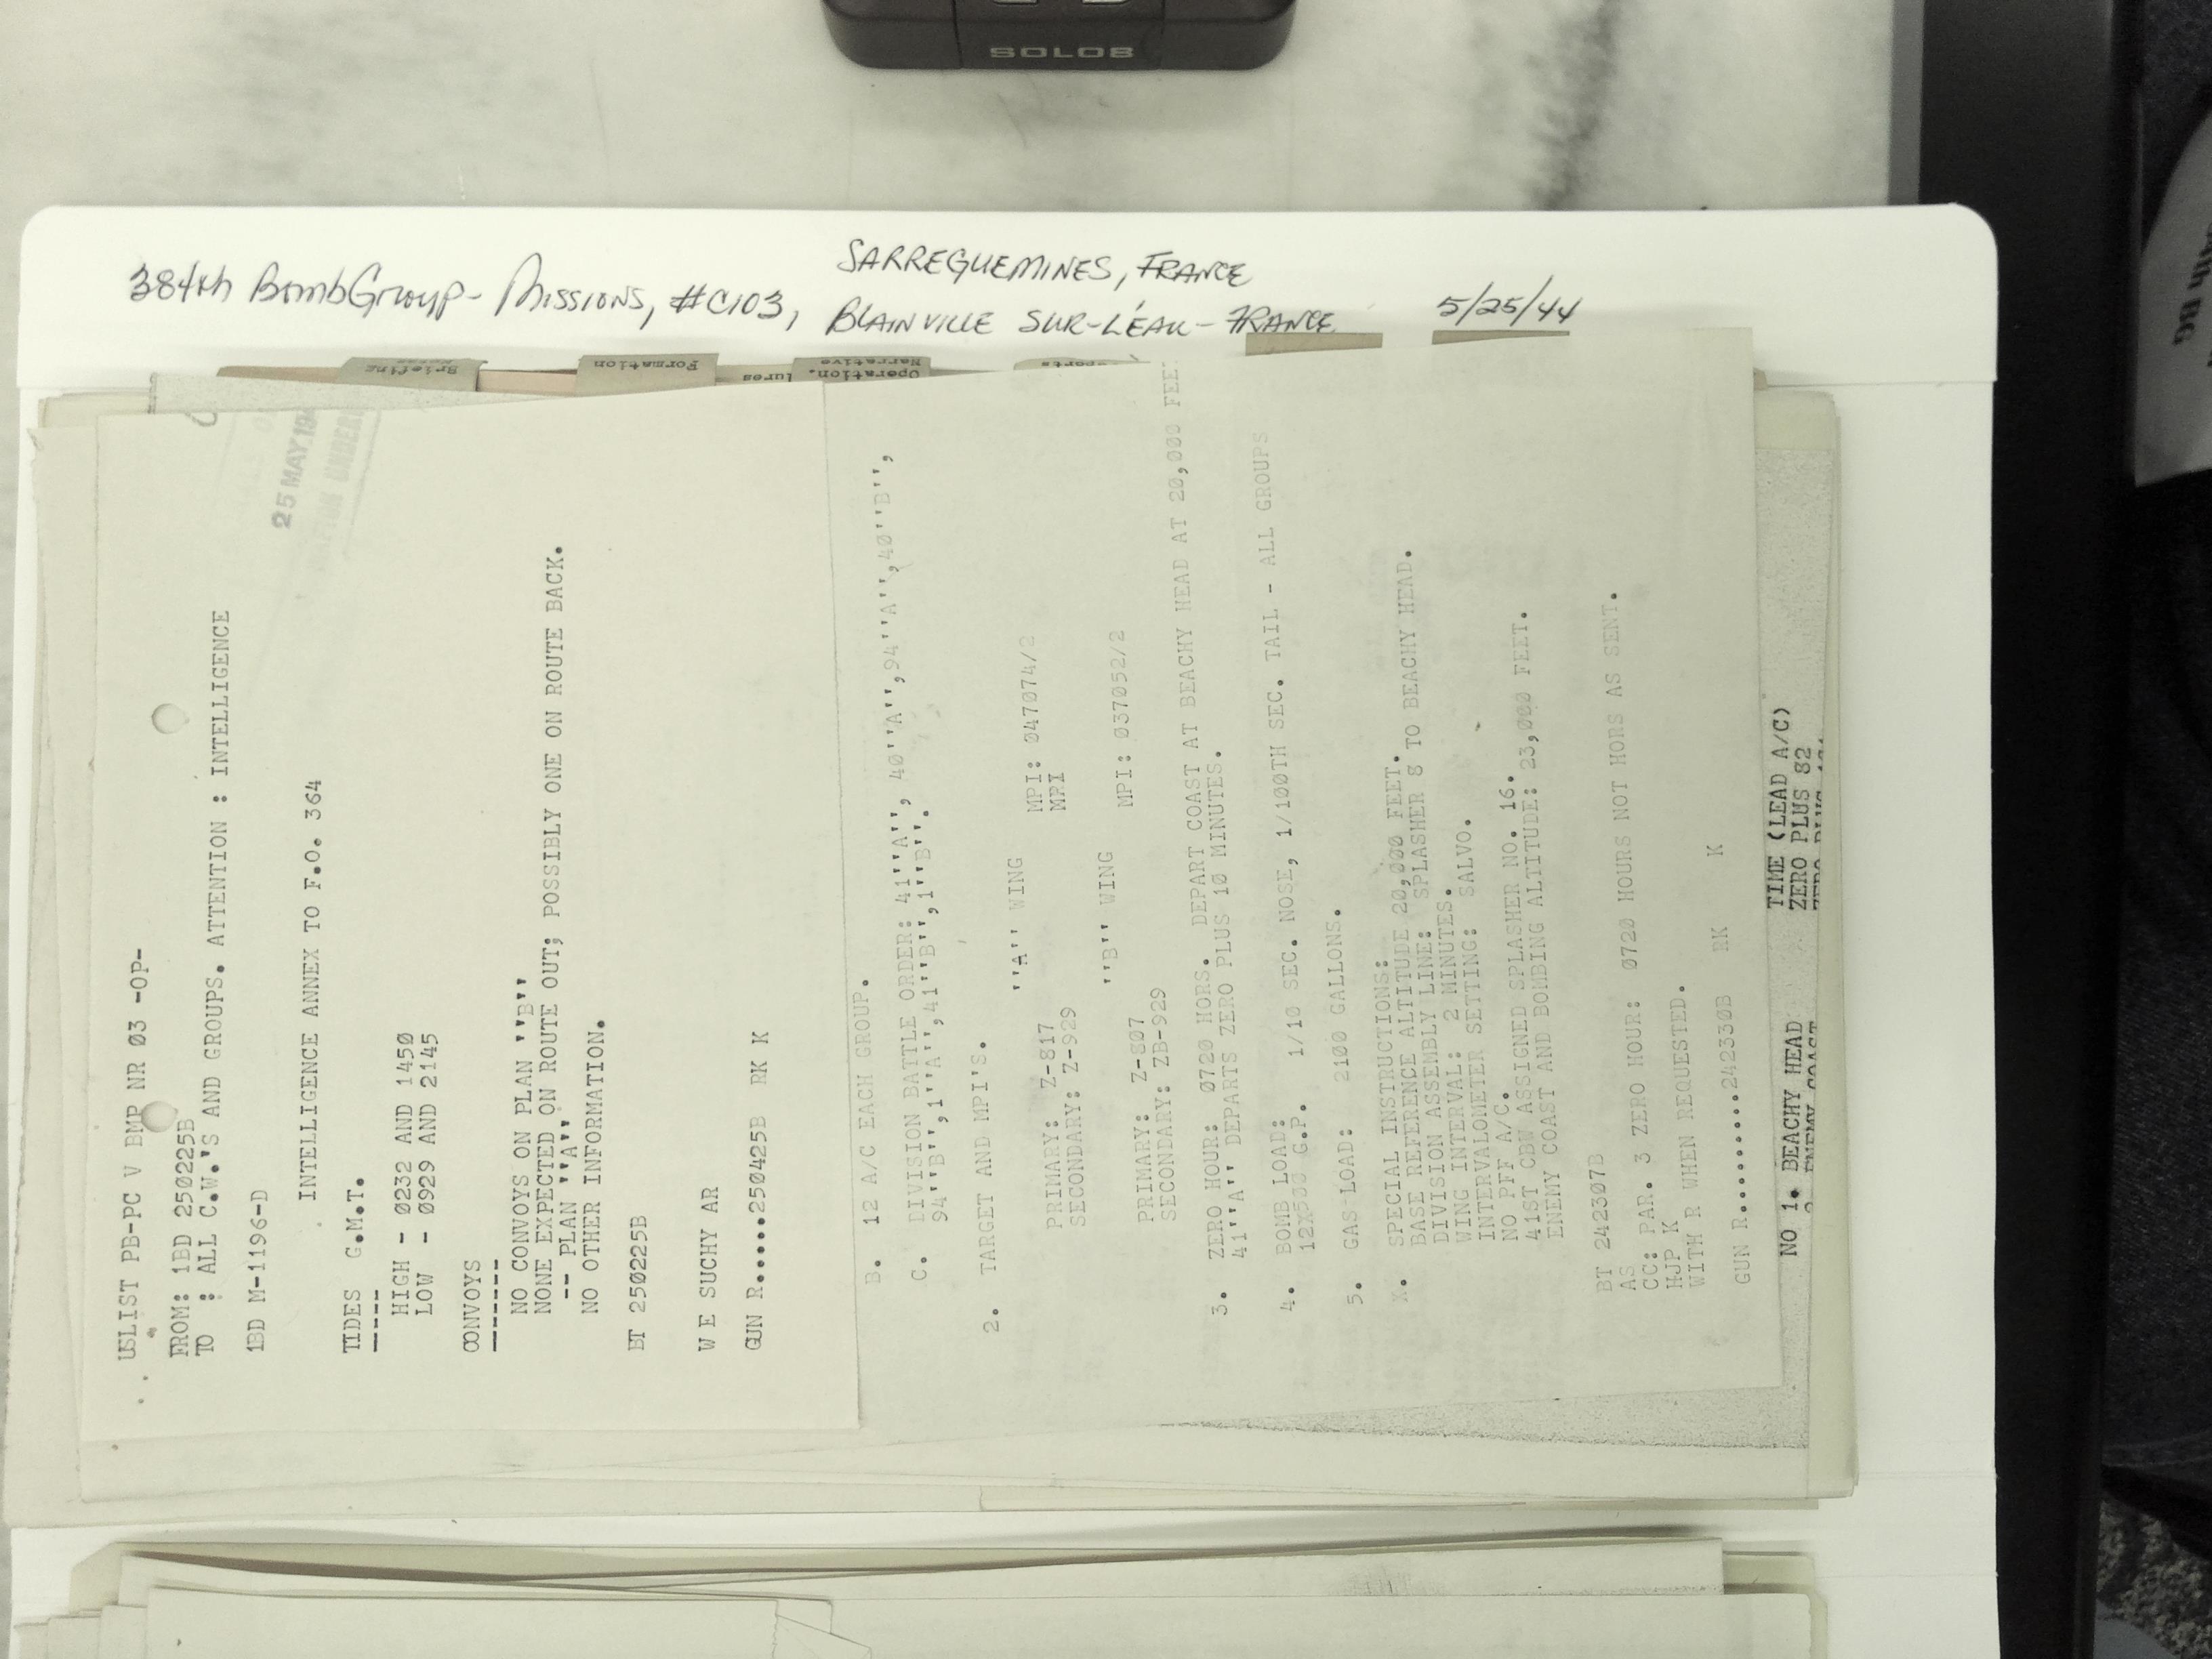 SOLO8
384th BombGroup - Missions, #C103,
SARREGUEMINES, FRANCE
BLAINVILLE SUR-LÉAU - FRANCE
5/25/44
Briefing
Formation
Narrative
Operation.
lures
ports
25 MAY 19
USLIST PB-PC V BMP NR 03 -OP-
FROM: 1BD 250225B
TO : ALL C.W.'S AND GROUPS. ATTENTION : INTELLIGENCE
1BD M-1196-D
INTELLIGENCE ANNEX TO F.O. 364
TIDES G.M.T.
-----
HIGH - 0232 AND 1450
LOW - 0929 AND 2145
CONVOYS
-------
NO CONVOYS ON PLAN ''B''
NONE EXPECTED ON ROUTE OUT; POSSIBLY ONE ON ROUTE BACK.
-- PLAN ''A''
NO OTHER INFORMATION.
BT 250225B
W E SUCHY AR
GUN R.....250425B RK K
B. 12 A/C EACH GROUP.
C. DIVISION BATTLE ORDER: 41''A'', 40''A'',94''A'',40''B'',
94''B'',1''A'',41''B'',1''B''.
2. TARGET AND MPI'S.
''A'' WING
PRIMARY: Z-817 MPI: 047074/2
SECONDARY: Z-929 MPI
''B'' WING
PRIMARY: Z-807 MPI: 037052/2
SECONDARY: ZB-929
3. ZERO HOUR: 0720 HORS. DEPART COAST AT BEACHY HEAD AT 20,000 FEET
41''A'' DEPARTS ZERO PLUS 10 MINUTES.
4. BOMB LOAD:
12X500 G.P. 1/10 SEC. NOSE, 1/100TH SEC. TAIL - ALL GROUPS
5. GAS LOAD: 2100 GALLONS.
X. SPECIAL INSTRUCTIONS:
BASE REFERENCE ALTITUDE 20,000 FEET.
DIVISION ASSEMBLY LINE: SPLASHER 8 TO BEACHY HEAD.
WING INTERVAL: 2 MINUTES.
INTERVALOMETER SETTING: SALVO.
NO PFF A/C.
41ST CBW ASSIGNED SPLASHER NO. 16.
ENEMY COAST AND BOMBING ALTITUDE: 23,000 FEET.
BT 242307B
AS
CC: PAR. 3 ZERO HOUR: 0720 HOURS NOT HORS AS SENT.
HJP K
WITH R WHEN REQUESTED.
GUN R..........242330B RK K
TIME (LEAD A/C)
NO 1. BEACHY HEAD ZERO PLUS 82
2 ENEMY COAST ZERO PLUS